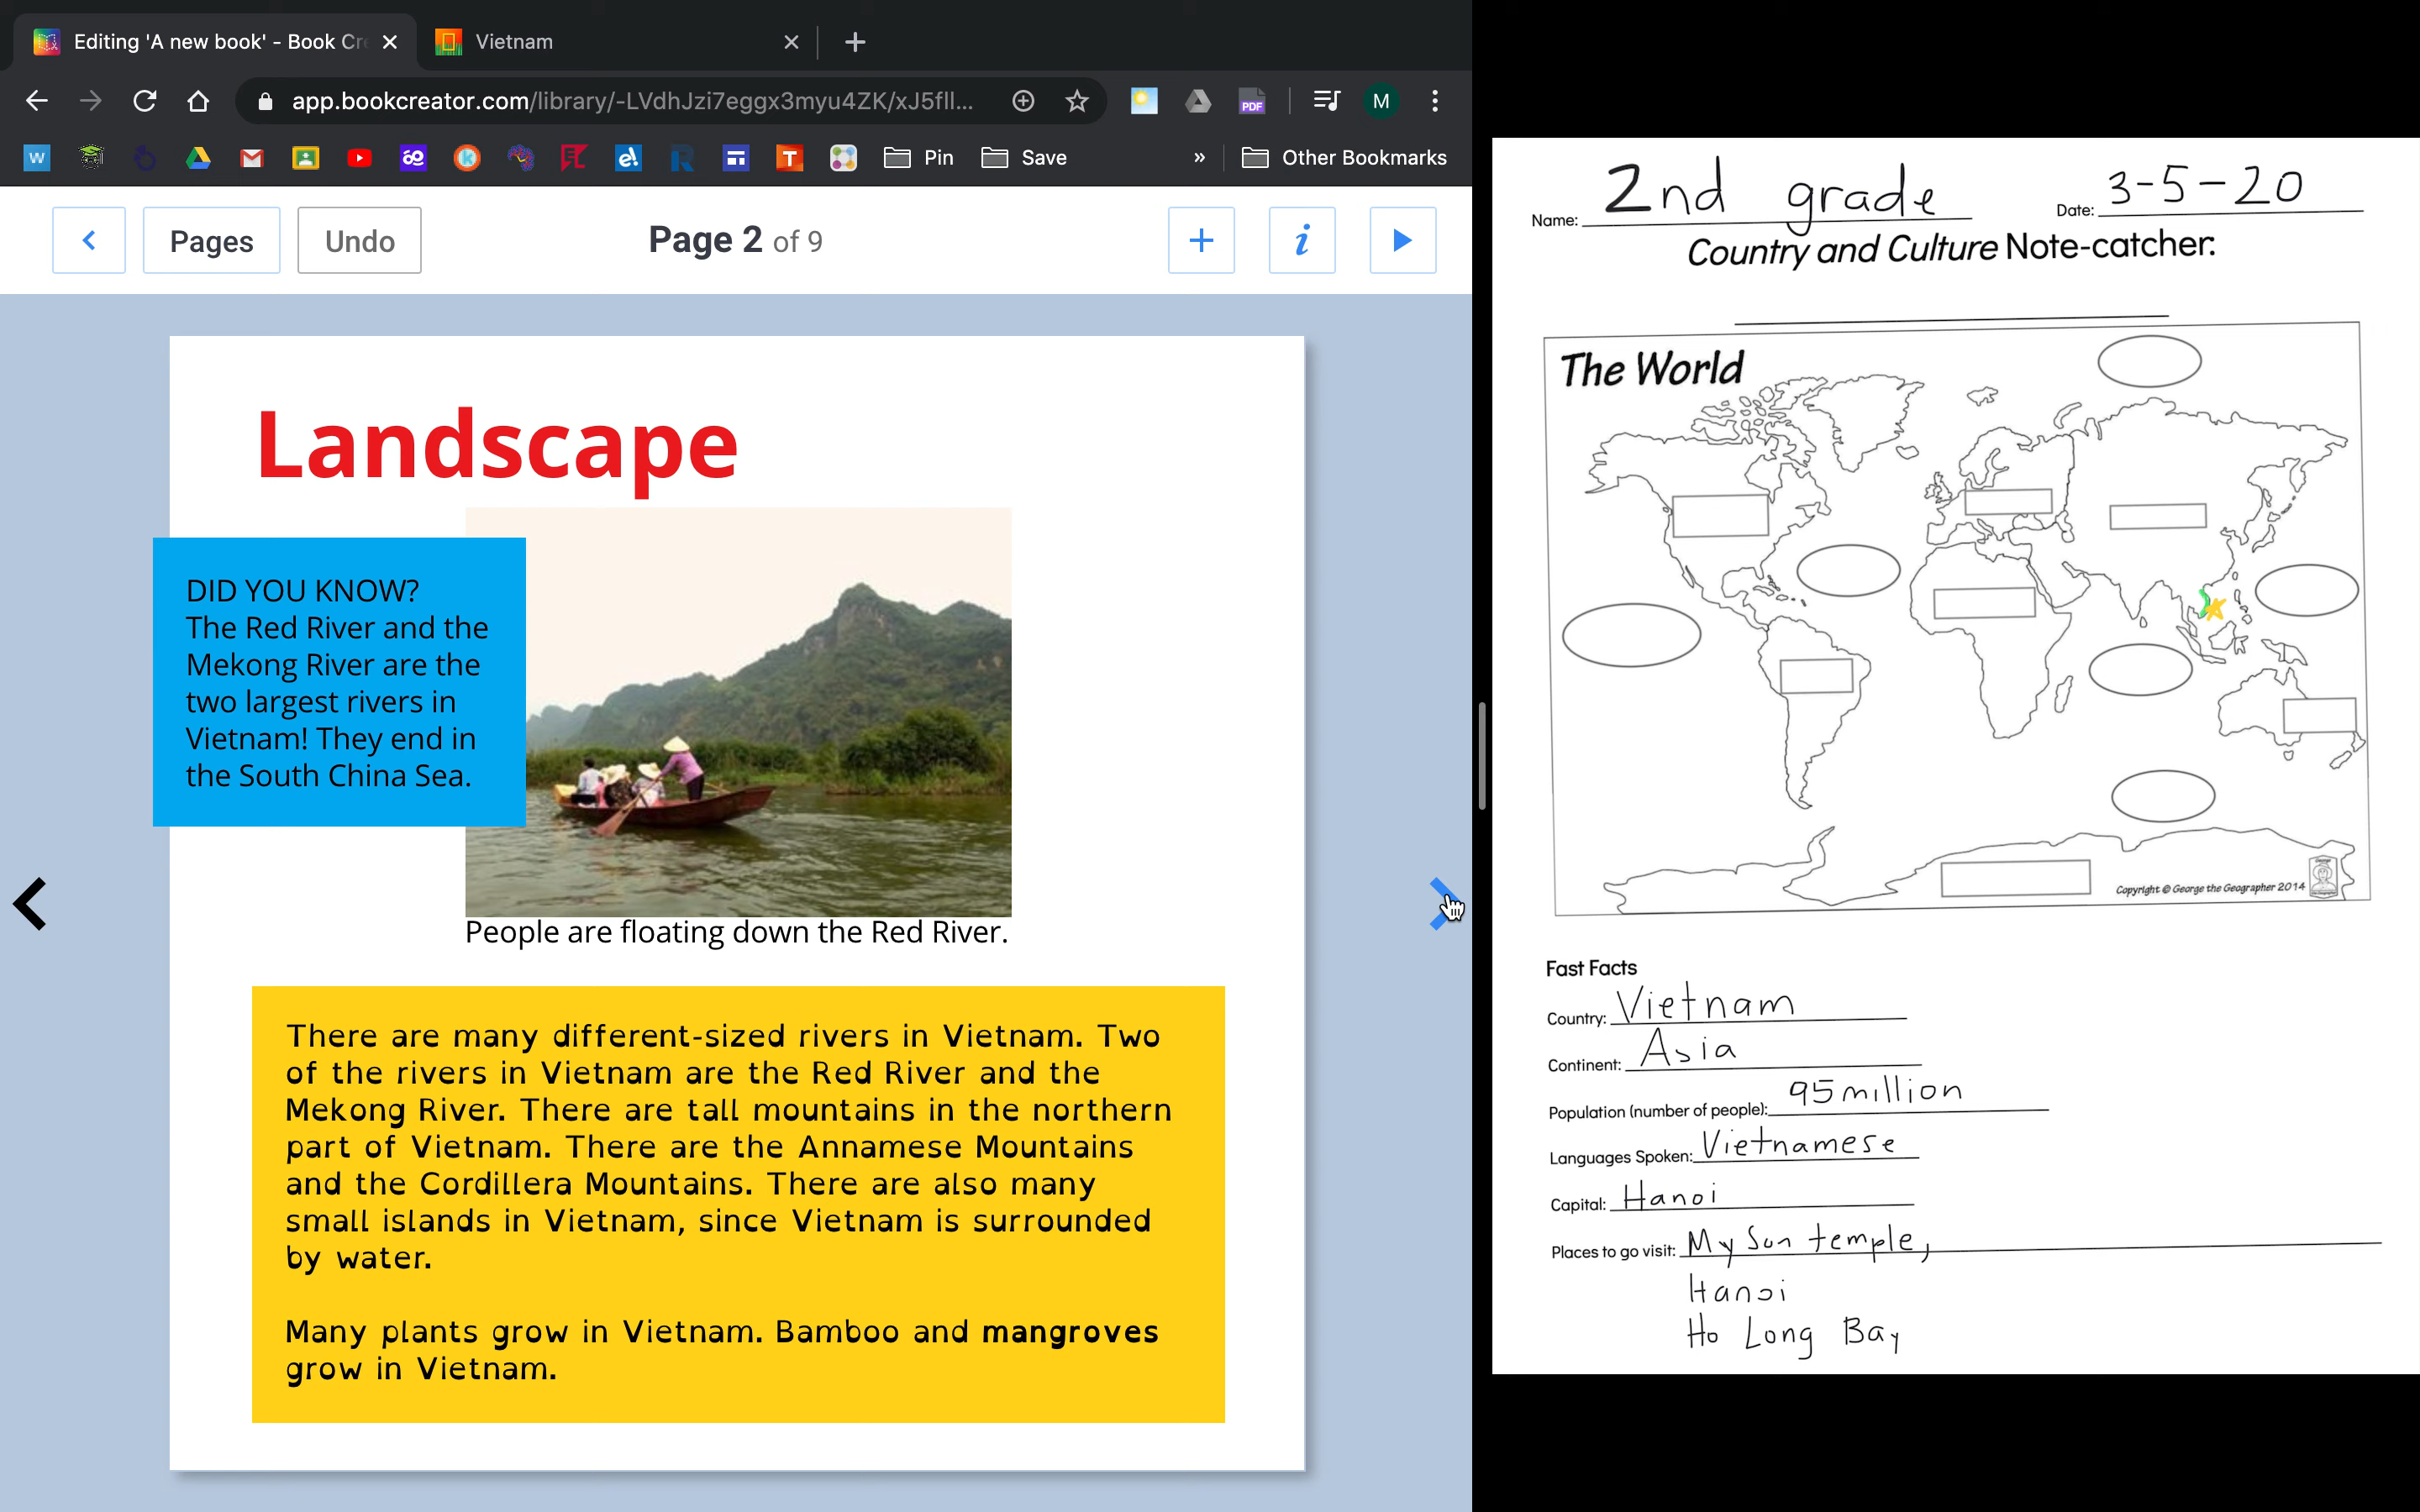 Editing 'A new book' - Book Cre
Vietnam
app.bookcreator.com/library/-LVdhJzi7eggx3myu4ZK/xJ5fIl...
PDF
M
Pin
Save
»
Other Bookmarks
Pages
Undo
Page 2 of 9
Landscape
DID YOU KNOW?
The Red River and the
Mekong River are the
two largest rivers in
Vietnam! They end in
the South China Sea.
People are floating down the Red River.
There are many different-sized rivers in Vietnam. Two
of the rivers in Vietnam are the Red River and the
Mekong River. There are tall mountains in the northern
part of Vietnam. There are the Annamese Mountains
and the Cordillera Mountains. There are also many
small islands in Vietnam, since Vietnam is surrounded
by water.
Many plants grow in Vietnam. Bamboo and mangroves
grow in Vietnam.
Name: 2nd grade Date: 3-5-20
Country and Culture Note-catcher:
The World
Copyright © George the Geographer 2014
Fast Facts
Country: Vietnam
Continent: Asia
Population (number of people): 95 million
Languages Spoken: Vietnamese
Capital: Hanoi
Places to go visit: My Son temple,
Hanoi
Ho Long Bay